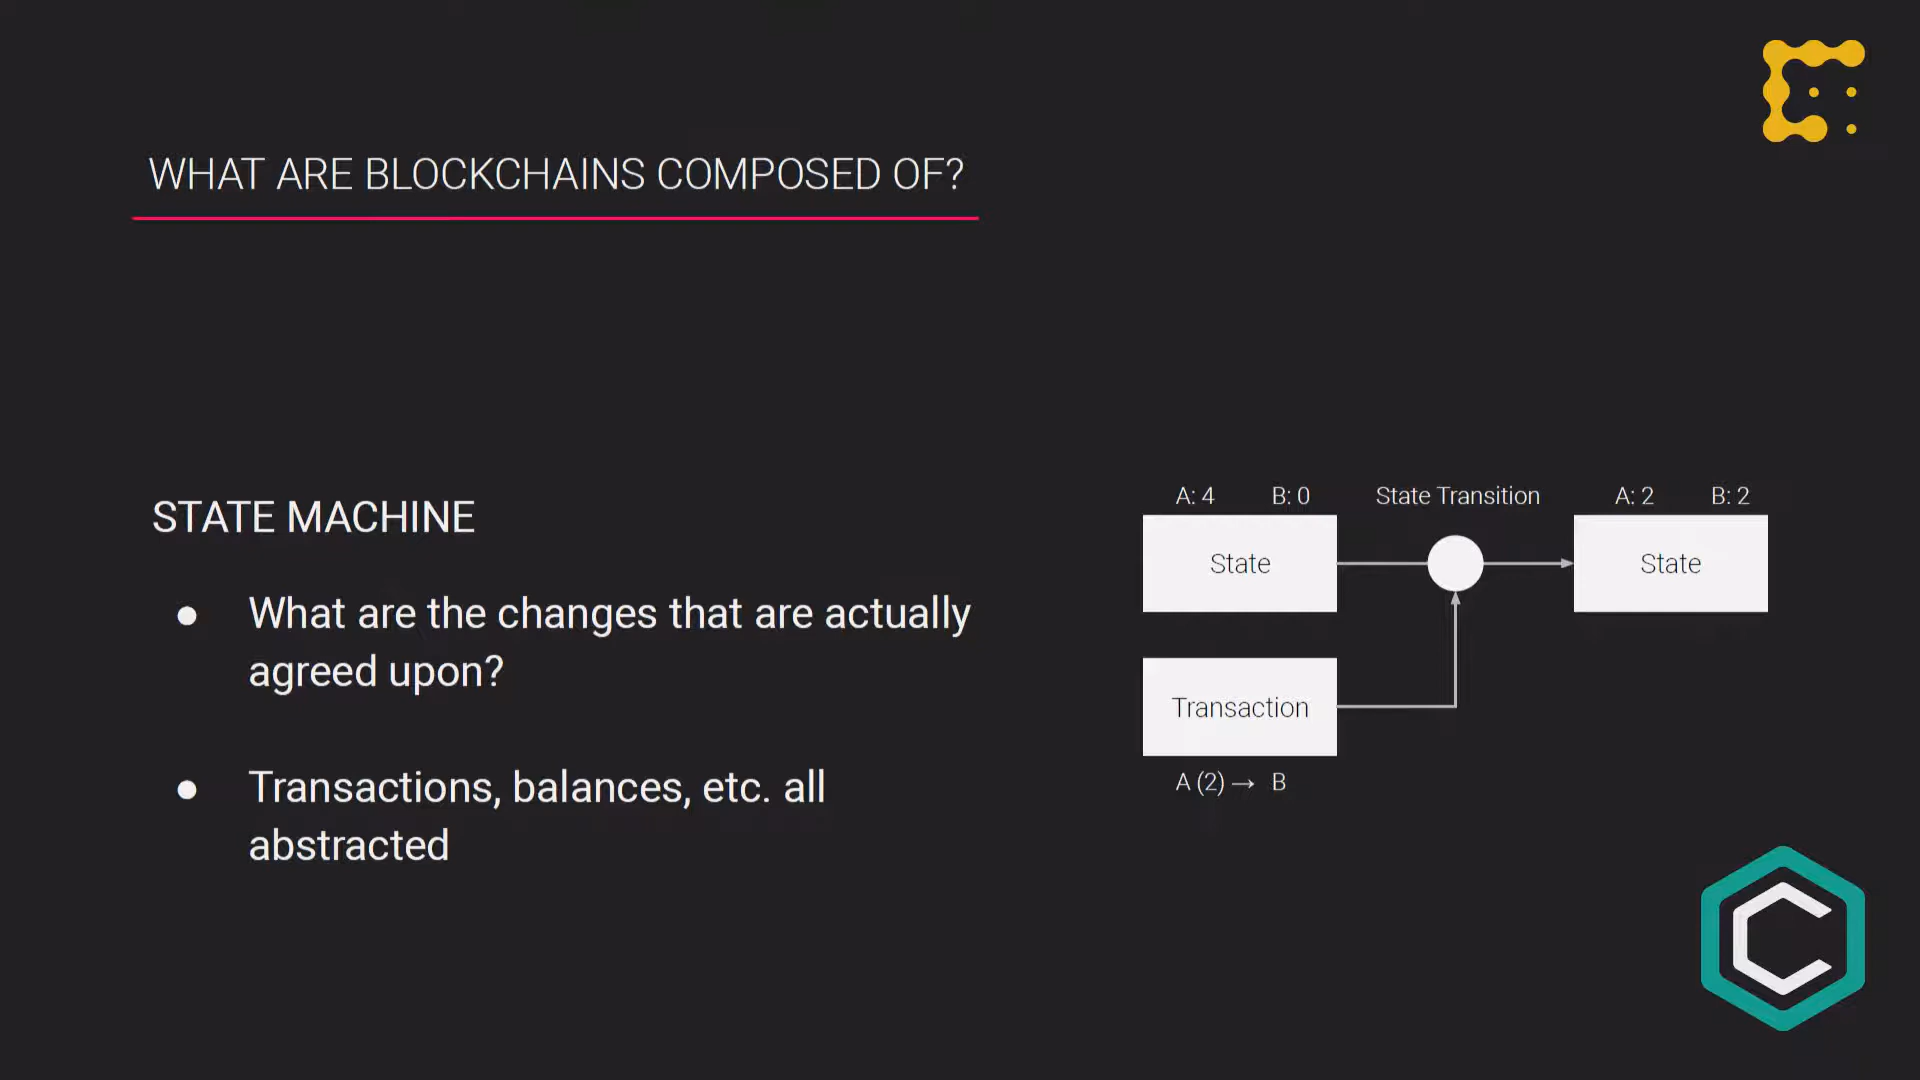 WHAT ARE BLOCKCHAINS COMPOSED OF?
STATE MACHINE
● What are the changes that are actually
agreed upon?
● Transactions, balances, etc. all
abstracted
A: 4 B: 0 State Transition A: 2 B: 2
State State
Transaction
A (2) → B